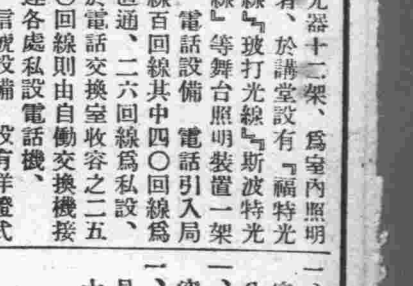 光器十二架、爲室內照明
者、於講堂設有『福特光
線』『玻打光線』『斯波特光
線』等舞台照明裝置一架
電話設備　電話引入局
線百回線其中四〇回線爲
直通、二六回線爲私設、
於電話交換室收容之二五
〇回線則由自働交換機接
達各處私設電話機、
信號設備　設有洋燈式